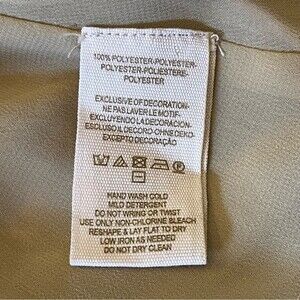 100% POLYESTER-POLYESTER-
POLYESTER-POLIESTERE-
POLYESTER
EXCLUSIVE OF DECORATION-
NE PAS LAVER LE MOTIF-
EXCLUYENDO LA DECORACION-
ESCLUSO IL DECORO-OHNS DEKO-
EXCEPTO DECORAÇÃO
HAND WASH COLD
MILD DETERGENT
DO NOT WRING OR TWIST
USE ONLY NON-CHLORINE BLEACH
RESHAPE & LAY FLAT TO DRY
LOW IRON AS NEEDED
DO NOT DRY CLEAN